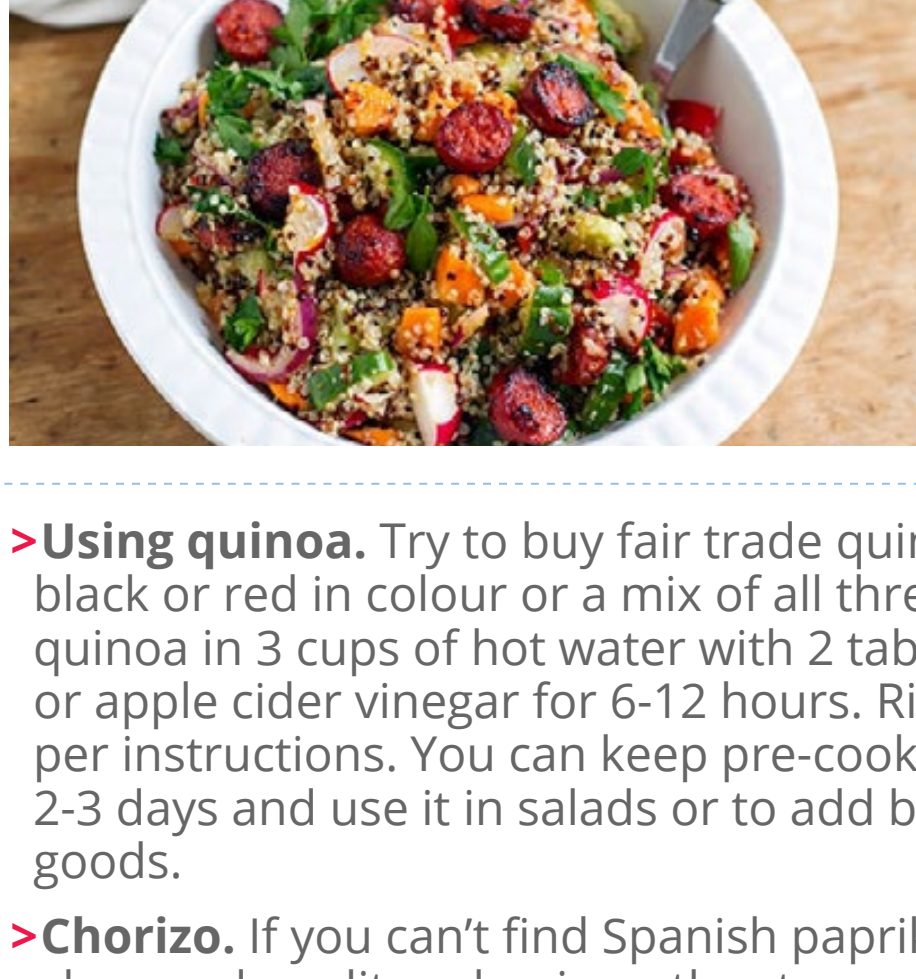 >Using quinoa. Try to buy fair trade
black or red in colour or a mix of all
quinoa in 3 cups of hot water with 2
or apple cider vinegar for 6-12 hours.
per instructions. You can keep
2-3 days and use it in salads or to add
goods.
>Chorizo. If you can’t find Spanish